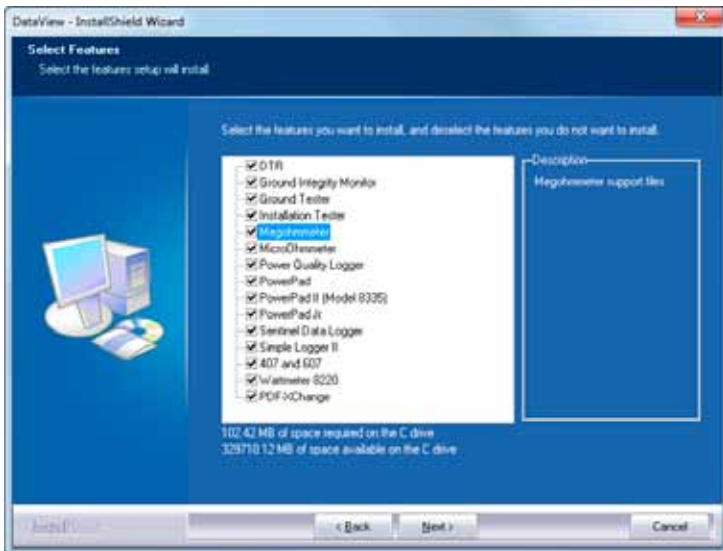 DataView - InstallShield Wizard
Select Features
Select the features setup will install.
Select the features you want to install, and deselect the features you do not want to install.
DTR
Ground Integrity Monitor
Ground Tester
Installation Tester
Megohmmeter
MicroOhmmeter
Power Quality Logger
PowerPad
PowerPad II (Model 8335)
PowerPad Jr
Sentinel Data Logger
Simple Logger II
407 and 607
Wattmeter 8220
PDF-XChange
Description
Megohmmeter support files
102.42 MB of space required on the C drive
329710.12 MB of space available on the C drive
InstallShield
< Back
Next >
Cancel